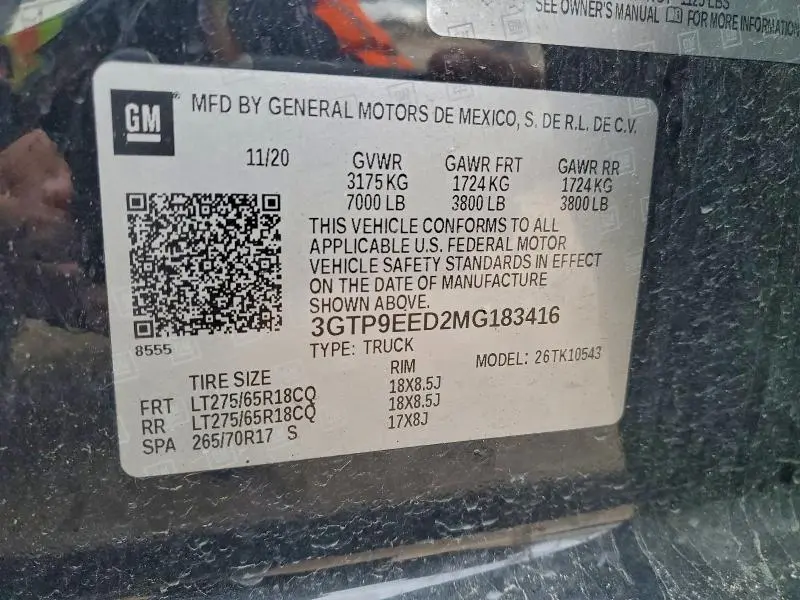 1125 LBS
SEE OWNER'S MANUAL FOR MORE INFORMATION
GM
MFD BY GENERAL MOTORS DE MEXICO, S. DE R.L. DE C.V.
11/20 GVWR GAWR FRT GAWR RR
3175 KG 1724 KG 1724 KG
7000 LB 3800 LB 3800 LB
THIS VEHICLE CONFORMS TO ALL
APPLICABLE U.S. FEDERAL MOTOR
VEHICLE SAFETY STANDARDS IN EFFECT
ON THE DATE OF MANUFACTURE
SHOWN ABOVE.
3GTP9EED2MG183416
8555
TYPE: TRUCK MODEL: 26TK10543
TIRE SIZE RIM
FRT LT275/65R18CQ 18X8.5J
RR LT275/65R18CQ 18X8.5J
SPA 265/70R17 S 17X8J